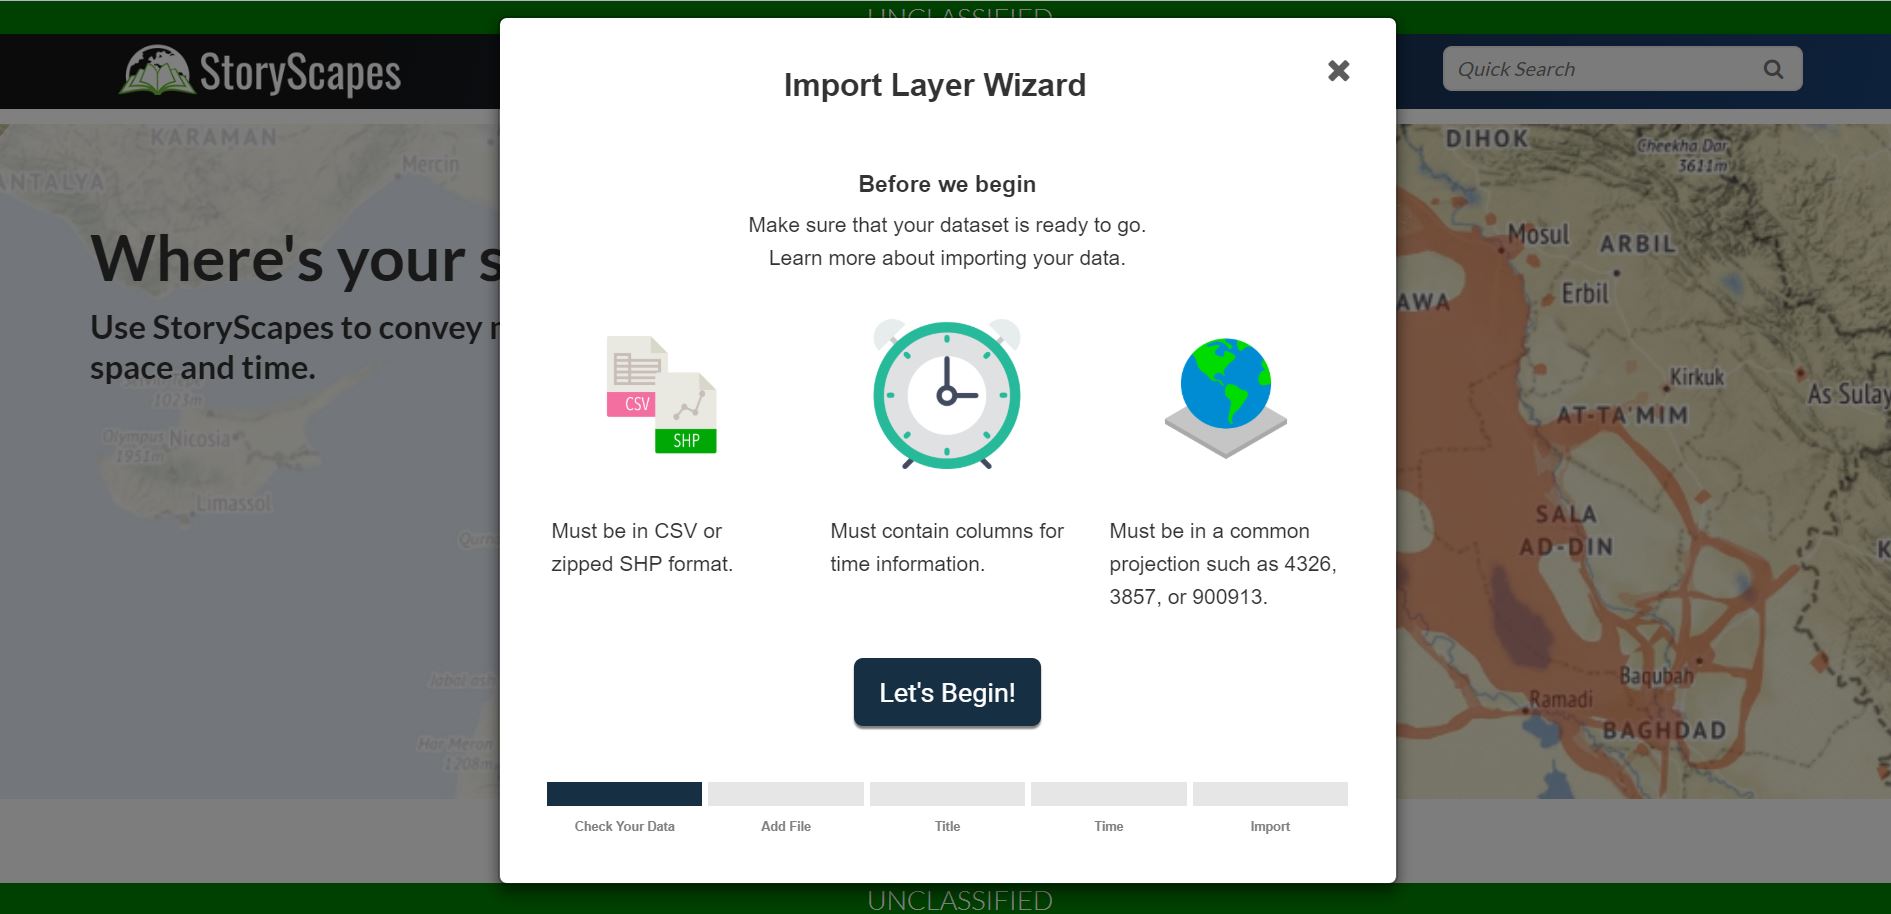 UNCLASSIFIED
StoryScapes
Quick Search
Import Layer Wizard
Before we begin
Make sure that your dataset is ready to go.
Learn more about importing your data.
CSV
SHP
Must be in CSV or
zipped SHP format.
Must contain columns for
time information.
Must be in a common
projection such as 4326,
3857, or 900913.
Let's Begin!
Check Your Data
Add File
Title
Time
Import
Where's your s
Use StoryScapes to convey
space and time.
KARAMAN
Mercin
ANTALYA
1023m
Olympus
1951m
Nicosia
Limassol
Qurn
Jabal ash
Har Meron
1208m
DIHOK
Cheekha Dar
3611m
Mosul
ARBIL
Erbil
AWA
Kirkuk
As Sulay
AT-TA'MIM
SALA
AD-DIN
K
Baqubah
Ramadi
BAGHDAD
UNCLASSIFIED